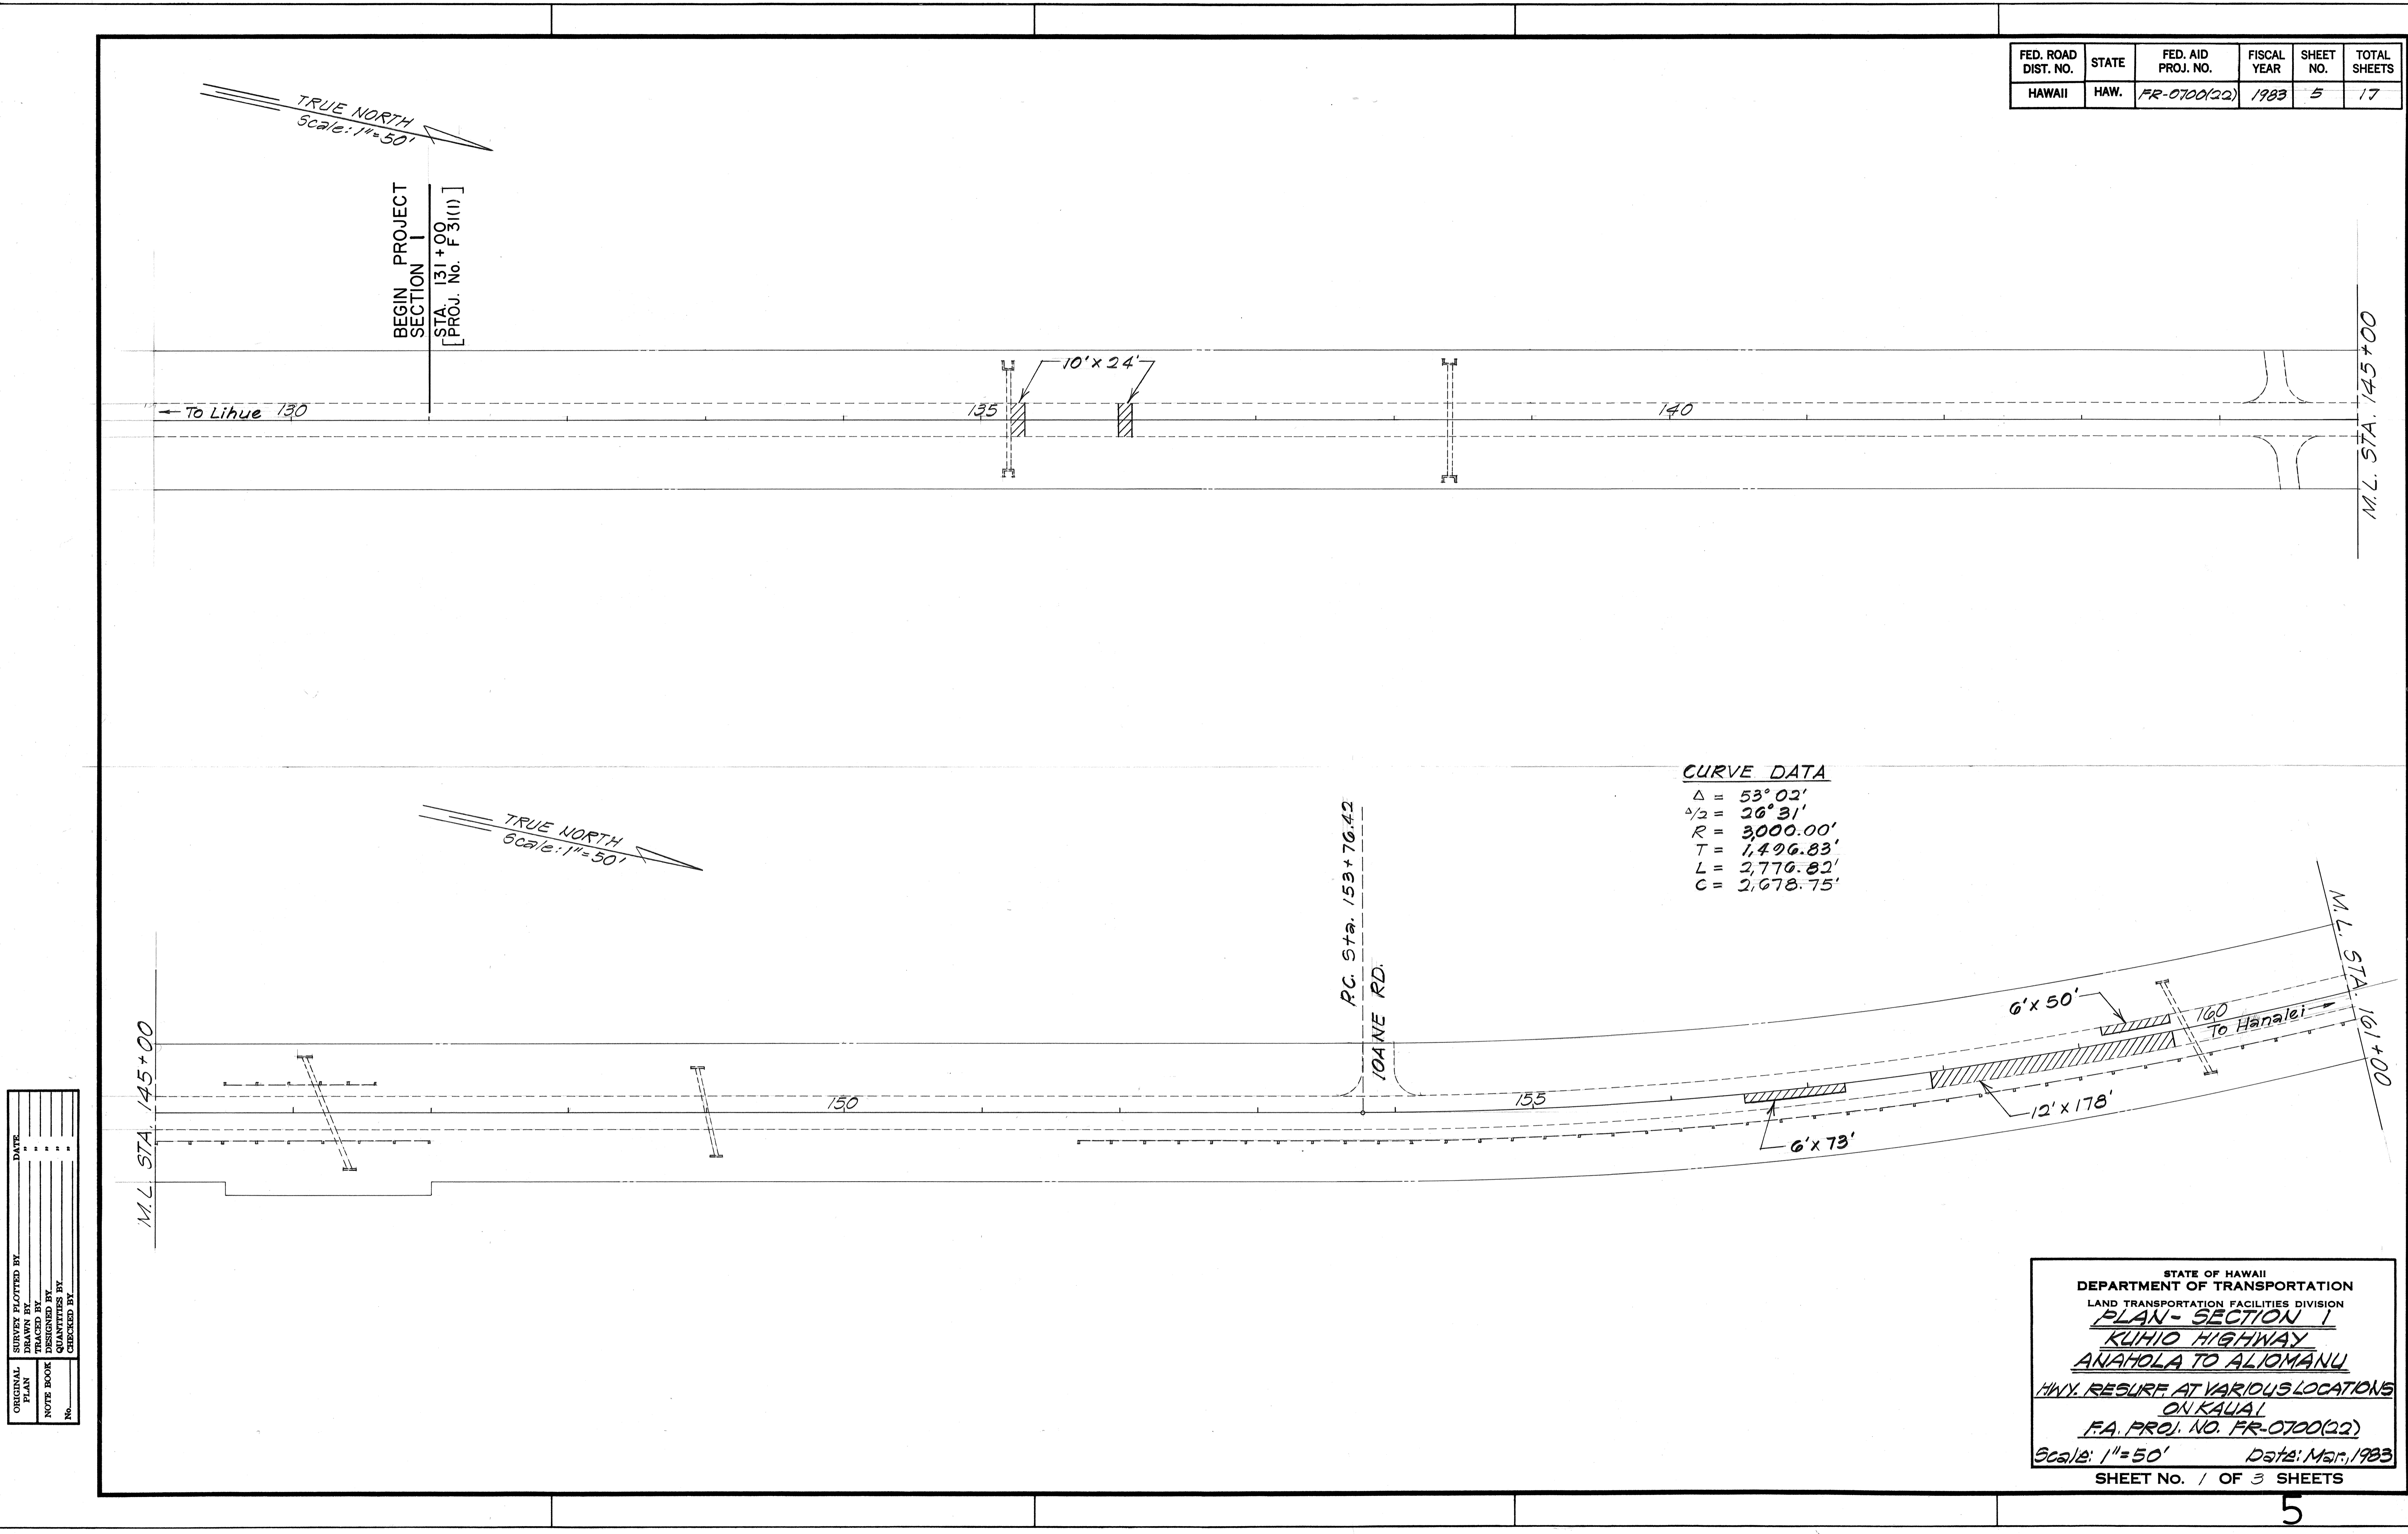 FED. ROAD DIST. NO. STATE FED. AID PROJ. NO. FISCAL YEAR SHEET NO. TOTAL SHEETS
HAWAII HAW. FR-0700(22) 1983 5 17
TRUE NORTH
Scale: 1"=50'
BEGIN PROJECT
SECTION 1
STA. 131+00
[PROJ. No. F 31(1)]
10' x 24'
To Lihue 130
135
140
M.L. STA. 145+00
CURVE DATA
Δ = 53° 02'
Δ/2 = 26° 31'
R = 3,000.00'
T = 1,496.83'
L = 2,776.82'
C = 2,678.75'
TRUE NORTH
Scale: 1"=50'
P.C. Sta. 153+76.42
IOANE RD.
M.L. STA. 145+00
150
155
6' x 50'
160
To Hanalei
12' x 178'
6' x 73'
M.L. STA. 161+00
ORIGINAL PLAN
NOTE BOOK
No.
SURVEY PLOTTED BY DATE
DRAWN BY "
TRACED BY "
DESIGNED BY "
QUANTITIES BY "
CHECKED BY "
STATE OF HAWAII
DEPARTMENT OF TRANSPORTATION
LAND TRANSPORTATION FACILITIES DIVISION
PLAN - SECTION 1
KUHIO HIGHWAY
ANAHOLA TO ALIOMANU
HWY. RESURF. AT VARIOUS LOCATIONS
ON KAUAI
F.A. PROJ. NO. FR-0700(22)
Scale: 1"=50' Date: Mar., 1983
SHEET No. 1 OF 3 SHEETS
5